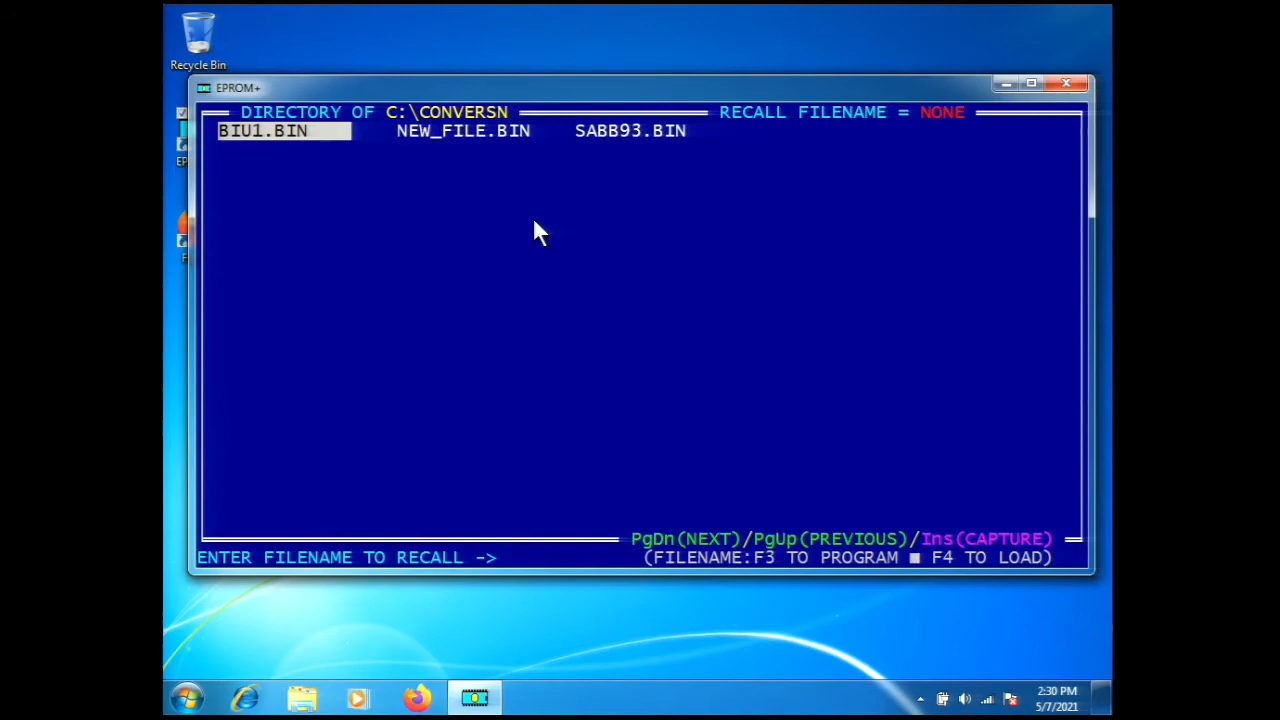 Recycle Bin
EPROM+
DIRECTORY OF C:\CONVERSN
RECALL FILENAME = NONE
BIU1.BIN
NEW_FILE.BIN
SABB93.BIN
EP
F
PgDn(NEXT)/PgUp(PREVIOUS)/Ins(CAPTURE)
ENTER FILENAME TO RECALL ->
(FILENAME:F3 TO PROGRAM ■ F4 TO LOAD)
2:30 PM
5/7/2021